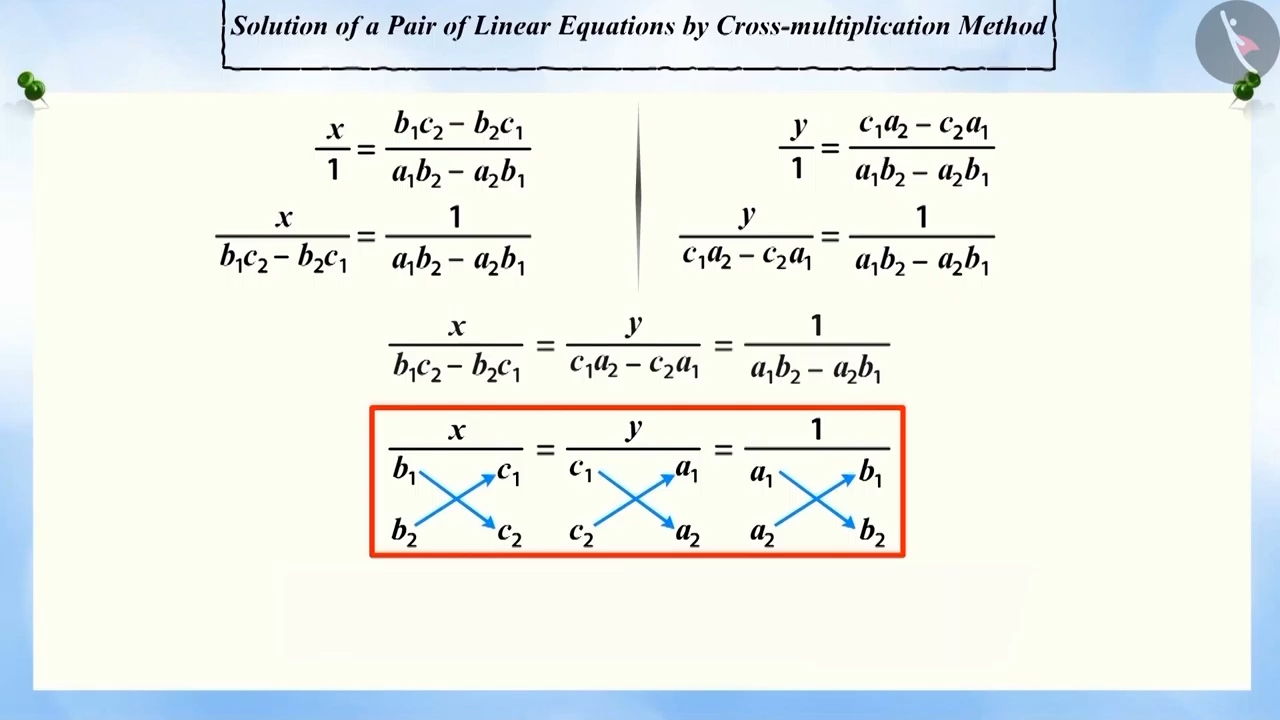 Solution of a Pair of Linear Equations by Cross-multiplication Method
x/1 = (b₁c₂ − b₂c₁)/(a₁b₂ − a₂b₁)
y/1 = (c₁a₂ − c₂a₁)/(a₁b₂ − a₂b₁)
x/(b₁c₂ − b₂c₁) = 1/(a₁b₂ − a₂b₁)
y/(c₁a₂ − c₂a₁) = 1/(a₁b₂ − a₂b₁)
x/(b₁c₂ − b₂c₁) = y/(c₁a₂ − c₂a₁) = 1/(a₁b₂ − a₂b₁)
x = y = 1
b₁ c₁ c₁ a₁ a₁ b₁
b₂ c₂ c₂ a₂ a₂ b₂